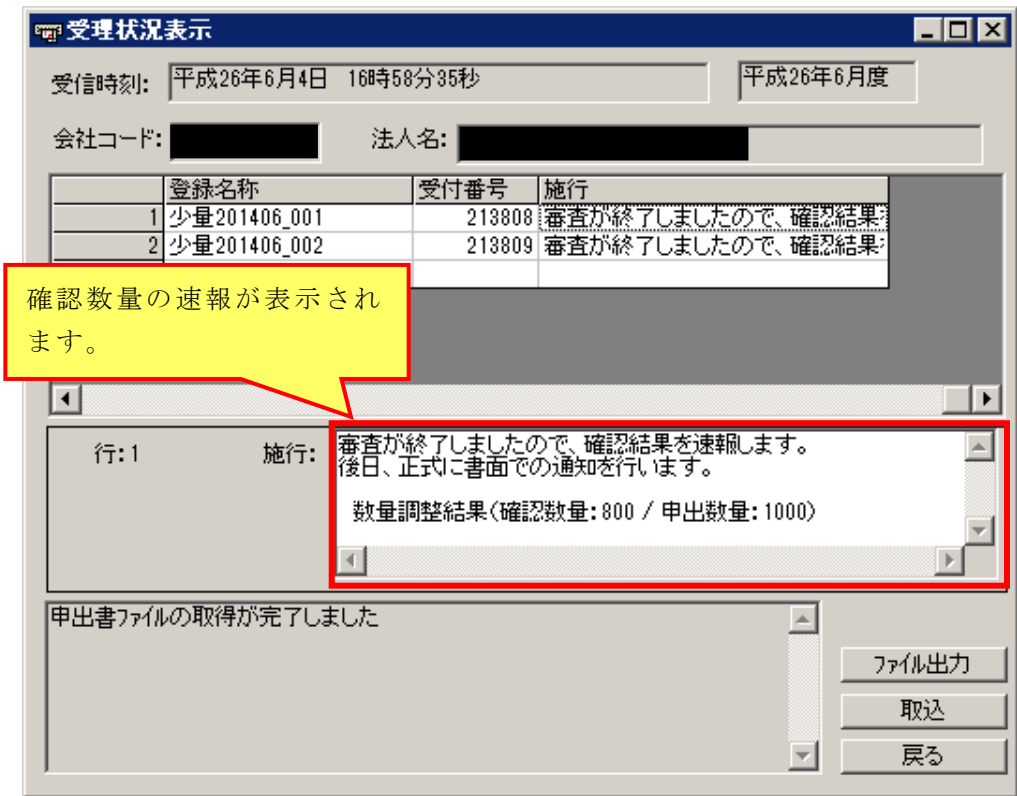 受理状況表示
受信時刻: 平成26年6月4日 16時58分35秒 平成26年6月度
会社コード: 法人名:
登録名称 受付番号 施行
1 少量201406_001 213808 審査が終了しましたので、確認結果を
2 少量201406_002 213809 審査が終了しましたので、確認結果を
確認数量の速報が表示され
ます。
行:1 施行: 審査が終了しましたので、確認結果を速報します。
後日、正式に書面での通知を行います。
数量調整結果(確認数量:800 / 申出数量:1000)
申出書ファイルの取得が完了しました
ファイル出力
取込
戻る